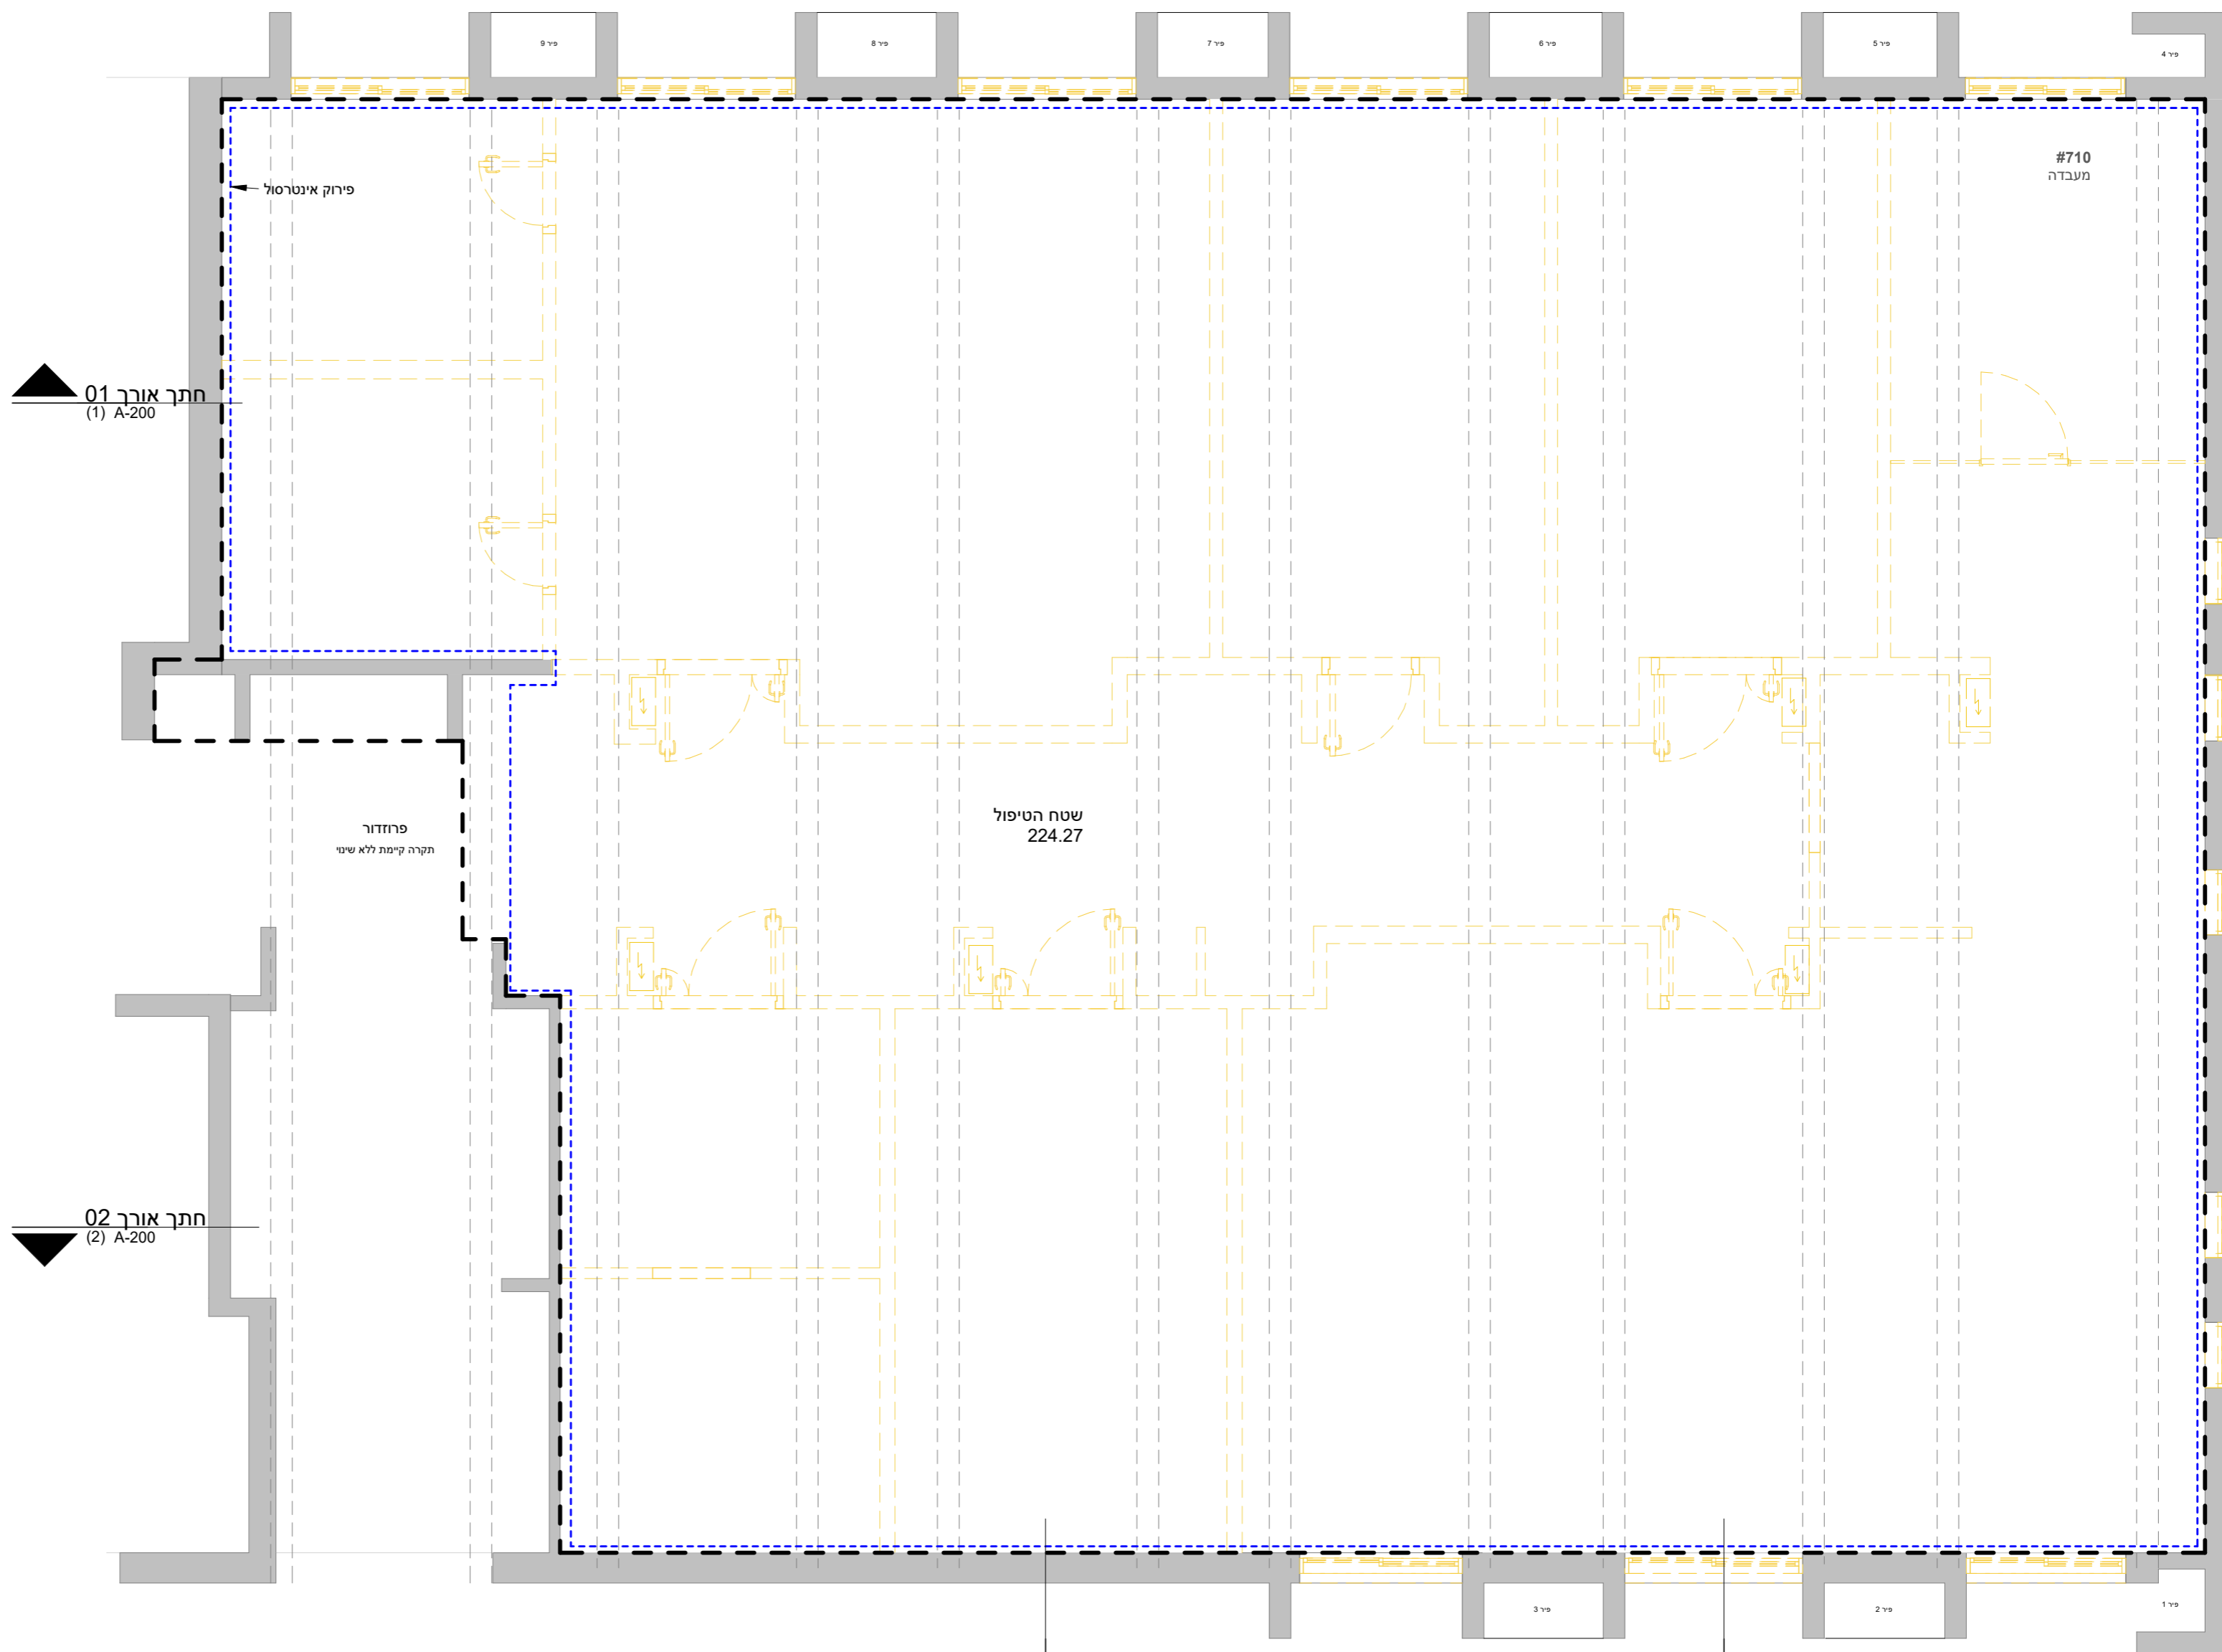 פיר 9
פיר 8
פיר 7
פיר 6
פיר 5
פיר 4
#710
מעבדה
פירוק אינטרסול
חתך אורך 01
(1) A-200
שטח הטיפול
224.27
פרוזדור
תקרה קיימת ללא שינוי
חתך אורך 02
(2) A-200
פיר 3
פיר 2
פיר 1